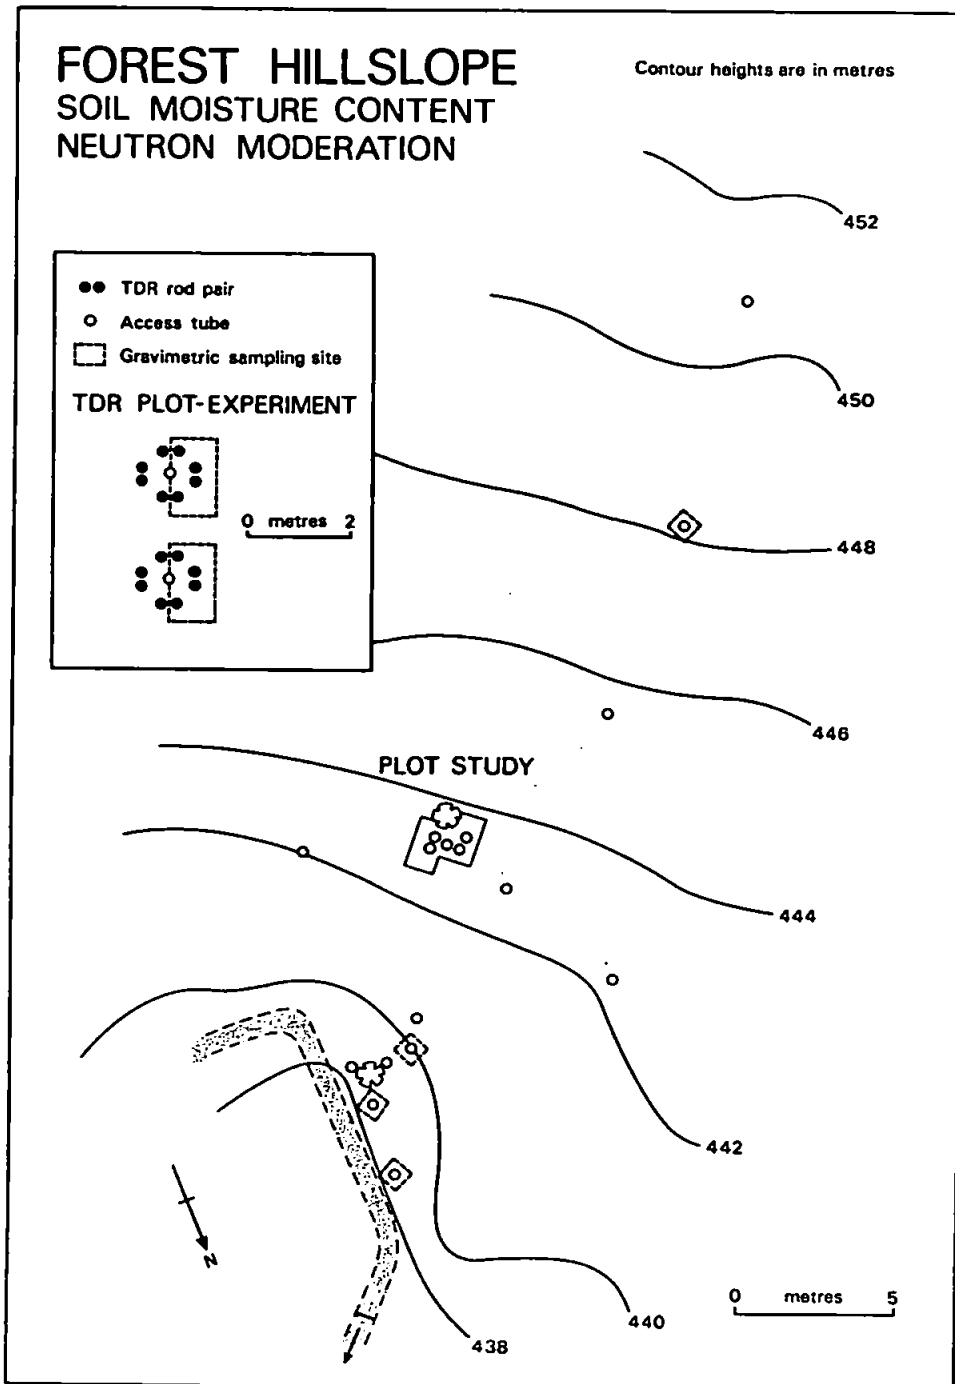 FOREST HILLSLOPE
SOIL MOISTURE CONTENT
NEUTRON MODERATION
Contour heights are in metres
452
TDR rod pair
Access tube
Gravimetric sampling site
TDR PLOT-EXPERIMENT
0 metres 2
450
448
446
PLOT STUDY
444
442
N
0 metres 5
440
438